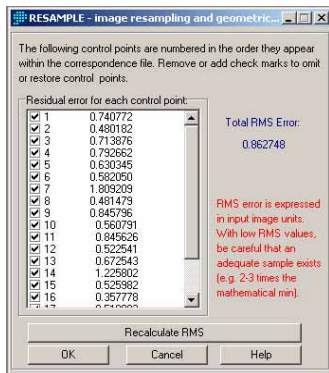 RESAMPLE - image resampling and geometric...
The following control points are numbered
in the order they appear
within the correspondence file. Remove or
add check marks to omit
or restore control points.
Residual error for each control point:
1 0.740772
2 0.480182
3 0.713876
4 0.792662
5 0.630345
6 0.582050
7 1.809209
8 0.481479
9 0.845796
10 0.560791
11 0.845626
12 0.522541
13 0.672543
14 1.225802
15 0.525982
16 0.357778
Total RMS Error:
0.862748
RMS error is expressed
in input image units.
With low RMS values,
be careful that an
adequate sample exists
(e.g. 2-3 times the
mathematical min).
Recalculate RMS
OK Cancel Help